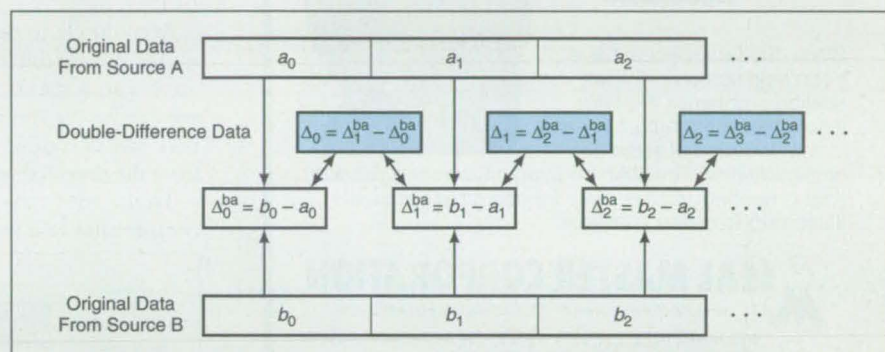 Original Data
From Source A
a₀ a₁ a₂
Double-Difference Data
Δ₀ = Δ₁ᵇᵃ – Δ₀ᵇᵃ Δ₁ = Δ₂ᵇᵃ – Δ₁ᵇᵃ Δ₂ = Δ₃ᵇᵃ – Δ₂ᵇᵃ · · ·
Δ₀ᵇᵃ = b₀ – a₀ Δ₁ᵇᵃ = b₁ – a₁ Δ₂ᵇᵃ = b₂ – a₂ · · · ·
Original Data
From Source B
b₀ b₁ b₂ · · · ·